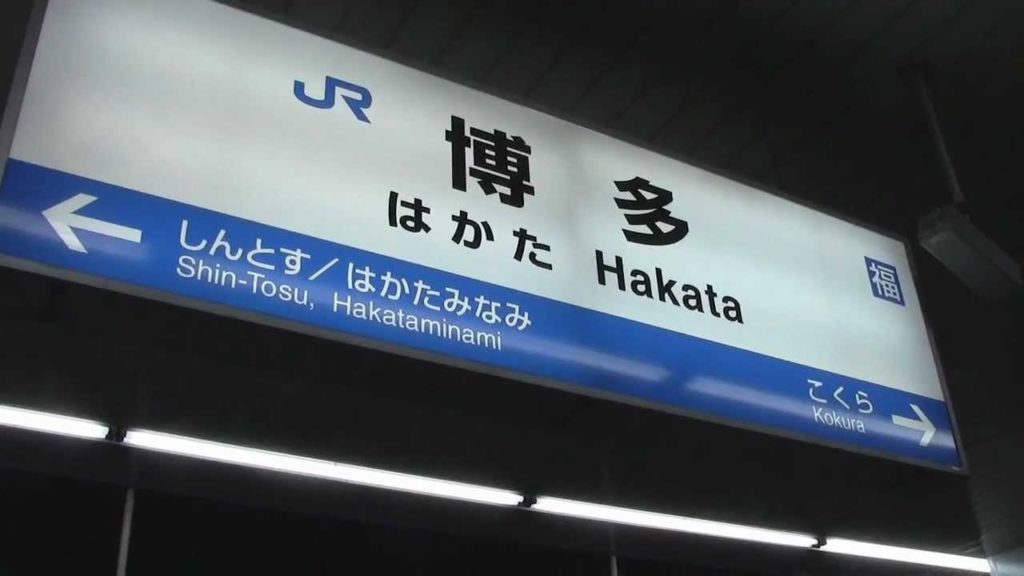 JR
博多
はかた Hakata
福
しんとす／はかたみなみ
Shin-Tosu, Hakataminami
こくら
Kokura